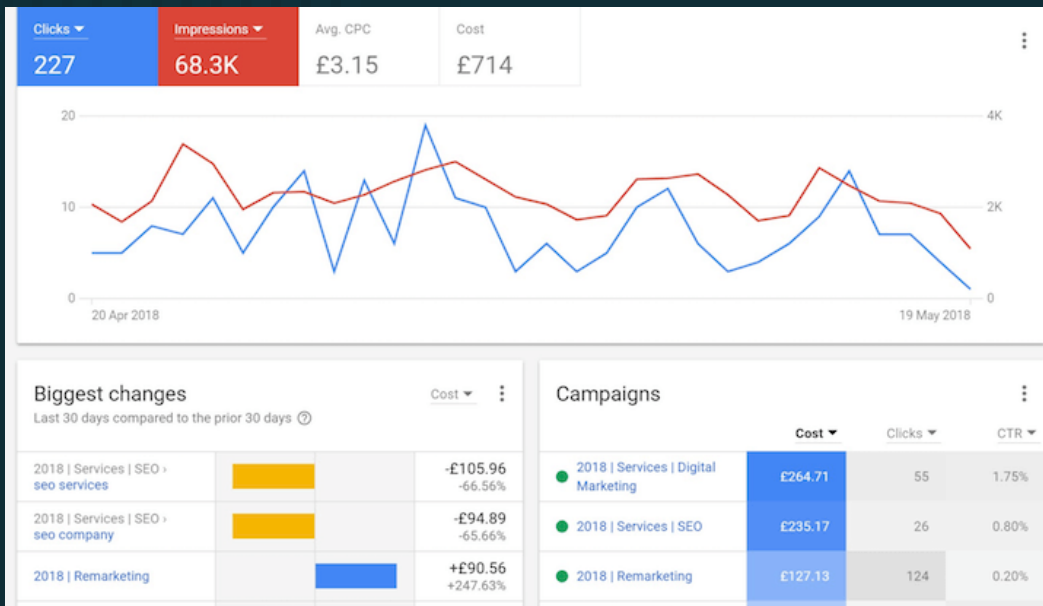 Clicks
Impressions
Avg. CPC
Cost
227
68.3K
£3.15
£714
20
4K
10
2K
0
0
20 Apr 2018
19 May 2018
Biggest changes
Cost
Last 30 days compared to the prior 30 days
2018 | Services | SEO ›
seo services
-£105.96
-66.56%
2018 | Services | SEO ›
seo company
-£94.89
-65.66%
2018 | Remarketing
+£90.56
+247.63%
Campaigns
Cost
Clicks
CTR
2018 | Services | Digital
Marketing
£264.71
55
1.75%
2018 | Services | SEO
£235.17
26
0.80%
2018 | Remarketing
£127.13
124
0.20%